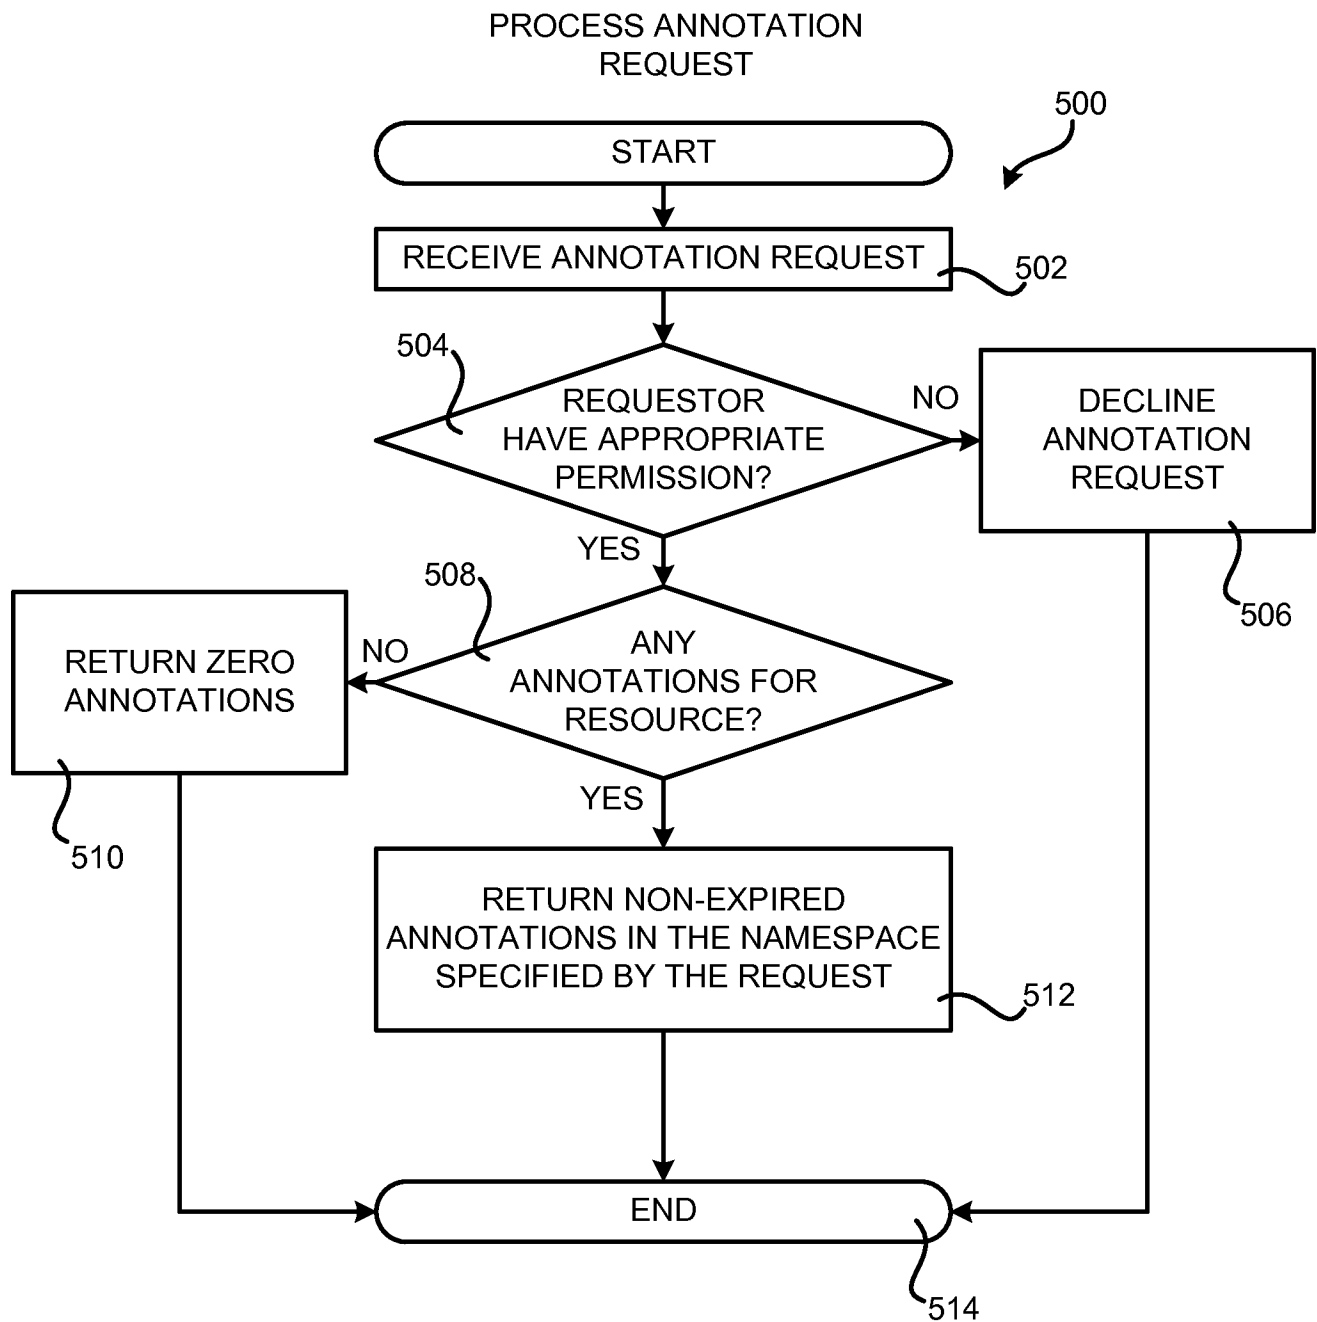 PROCESS ANNOTATION
REQUEST
500
START
RECEIVE ANNOTATION REQUEST
502
504
REQUESTOR
HAVE APPROPRIATE
PERMISSION?
NO
DECLINE
ANNOTATION
REQUEST
506
YES
508
ANY
ANNOTATIONS FOR
RESOURCE?
NO
RETURN ZERO
ANNOTATIONS
510
YES
RETURN NON-EXPIRED
ANNOTATIONS IN THE NAMESPACE
SPECIFIED BY THE REQUEST
512
END
514